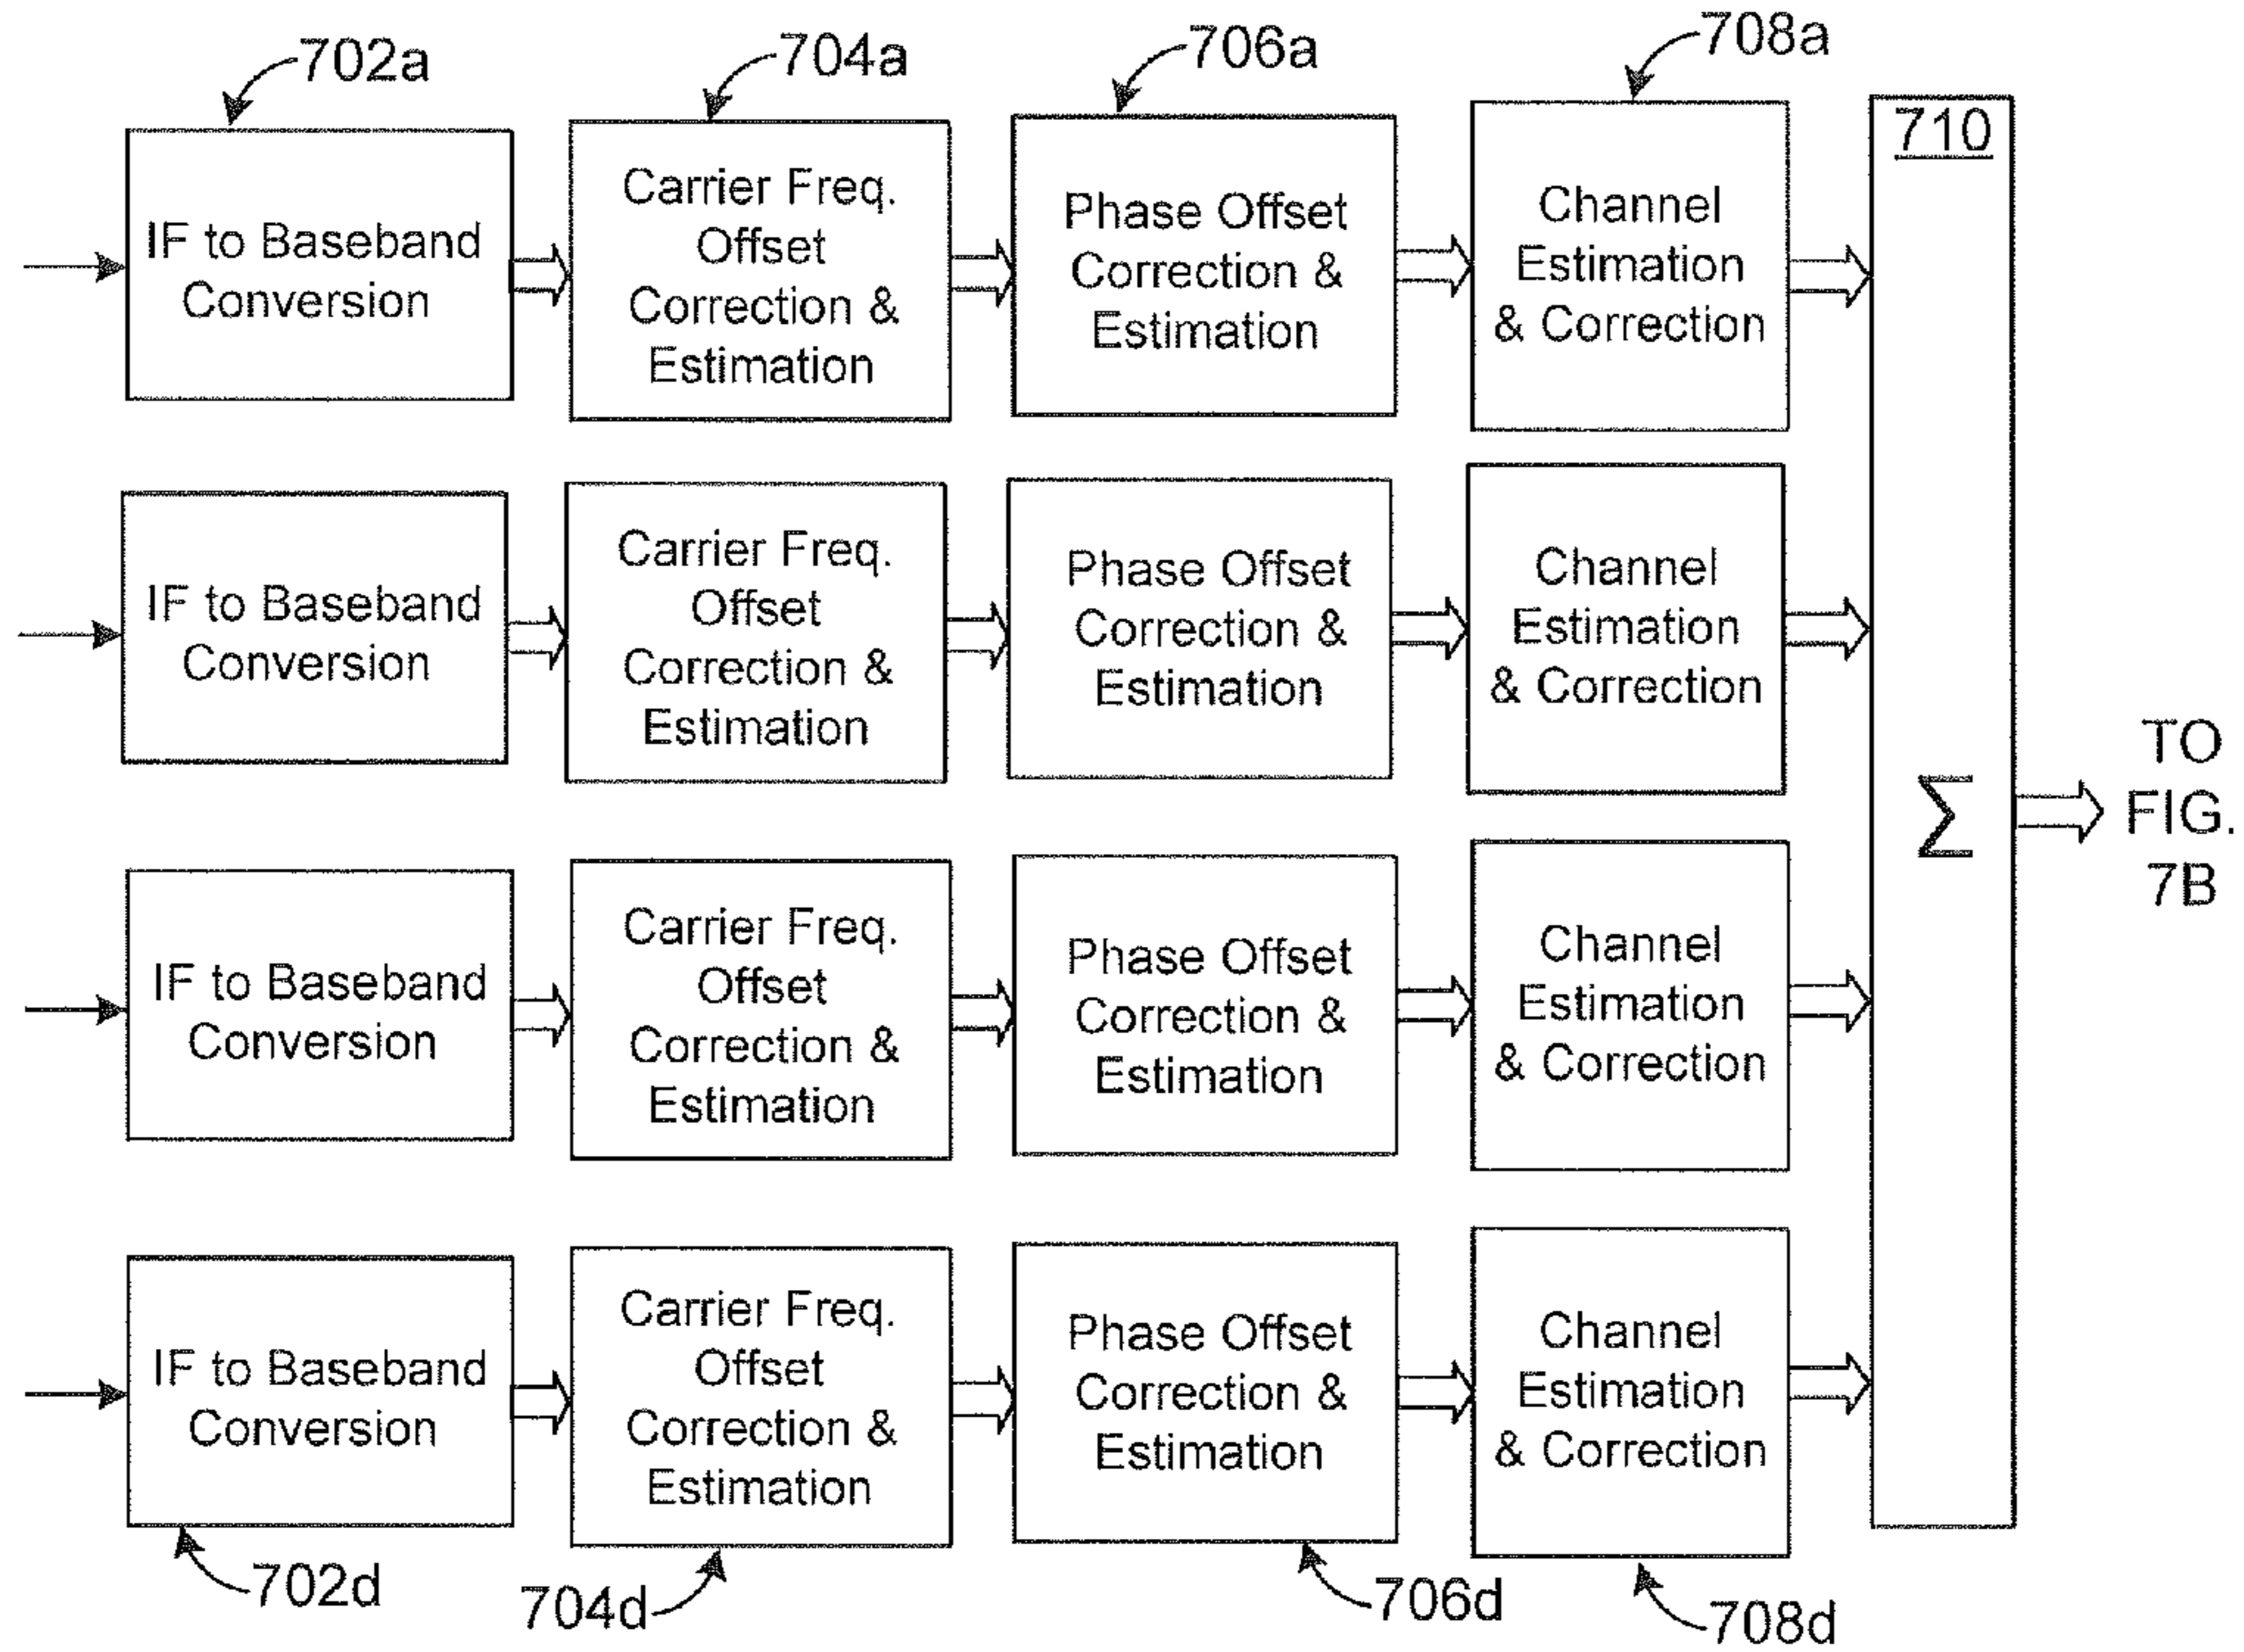 702a
704a
706a
708a
710
IF to Baseband
Conversion
Carrier Freq.
Offset
Correction &
Estimation
Phase Offset
Correction &
Estimation
Channel
Estimation
& Correction
IF to Baseband
Conversion
Carrier Freq.
Offset
Correction &
Estimation
Phase Offset
Correction &
Estimation
Channel
Estimation
& Correction
Σ
TO
FIG.
7B
IF to Baseband
Conversion
Carrier Freq.
Offset
Correction &
Estimation
Phase Offset
Correction &
Estimation
Channel
Estimation
& Correction
IF to Baseband
Conversion
Carrier Freq.
Offset
Correction &
Estimation
Phase Offset
Correction &
Estimation
Channel
Estimation
& Correction
702d
704d
706d
708d